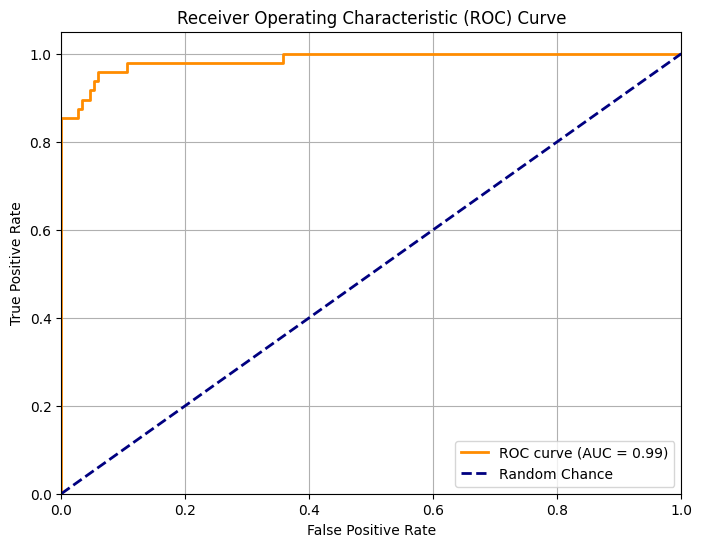 Receiver Operating Characteristic (ROC) Curve
1.0
0.8
0.6
0.4
0.2
0.0
True Positive Rate
0.0 0.2 0.4 0.6 0.8 1.0
False Positive Rate
ROC curve (AUC = 0.99)
Random Chance